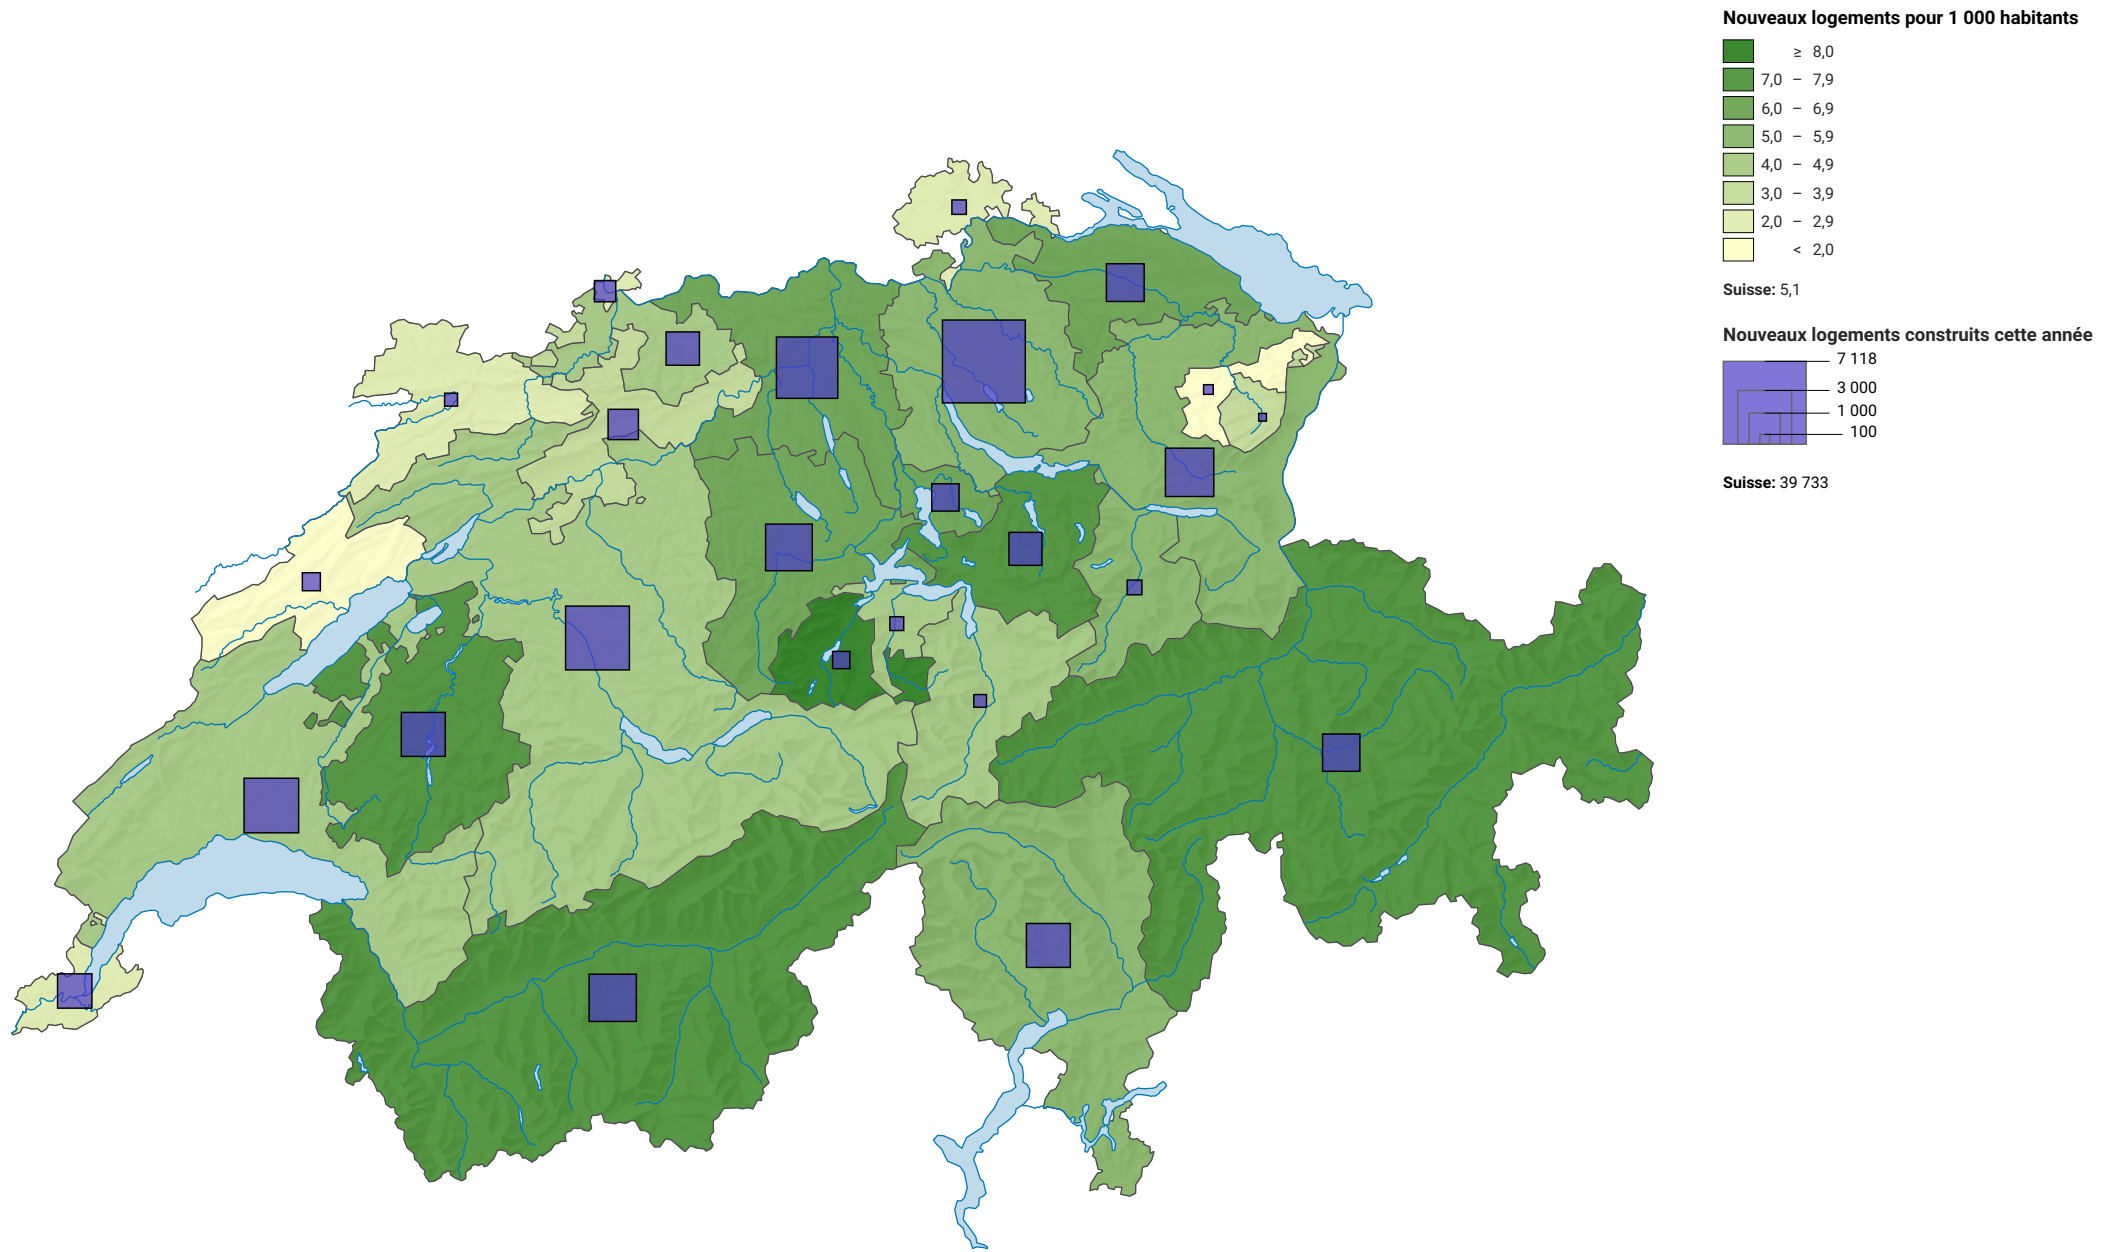 Nouveaux logements pour 1 000 habitants
≥ 8,0
7,0 – 7,9
6,0 – 6,9
5,0 – 5,9
4,0 – 4,9
3,0 – 3,9
2,0 – 2,9
< 2,0
Suisse: 5,1
Nouveaux logements construits cette année
7 118
3 000
1 000
100
Suisse: 39 733